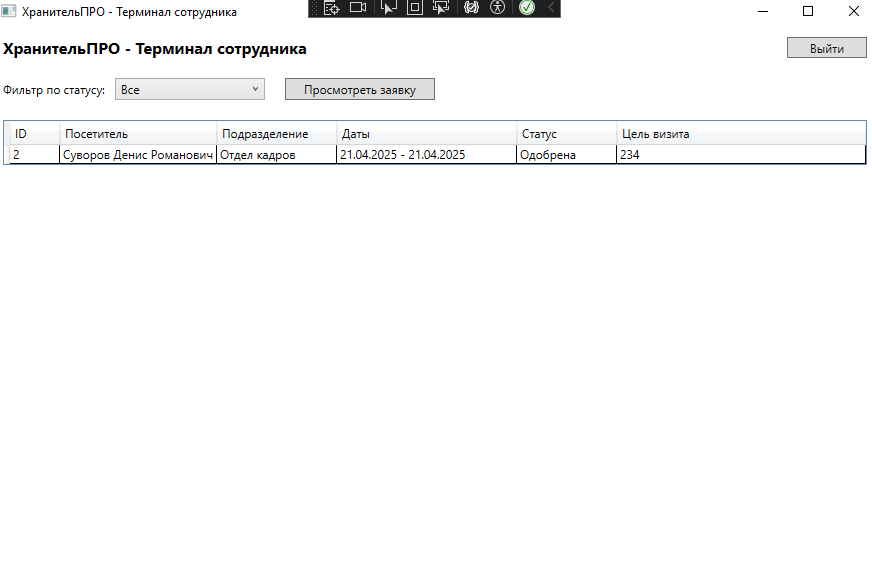 ХранительПРО - Терминал сотрудника
ХранительПРО - Терминал сотрудника
Выйти
Фильтр по статусу: Все Просмотреть заявку
ID Посетитель Подразделение Даты Статус Цель визита
2 Суворов Денис Романович Отдел кадров 21.04.2025 - 21.04.2025 Одобрена 234